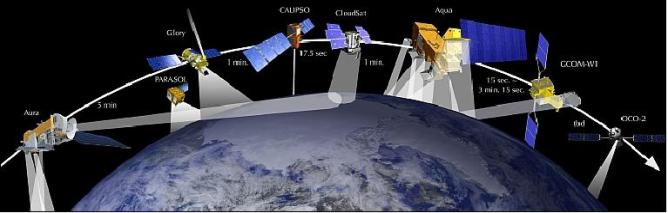 CALIPSO
CloudSat
Aqua
Glory
GCOM-W1
PARASOL
Aura
OCO-2
5 min
1 min.
17.5 sec
1 min.
15 sec. ~
3 min. 15 sec.
tbd